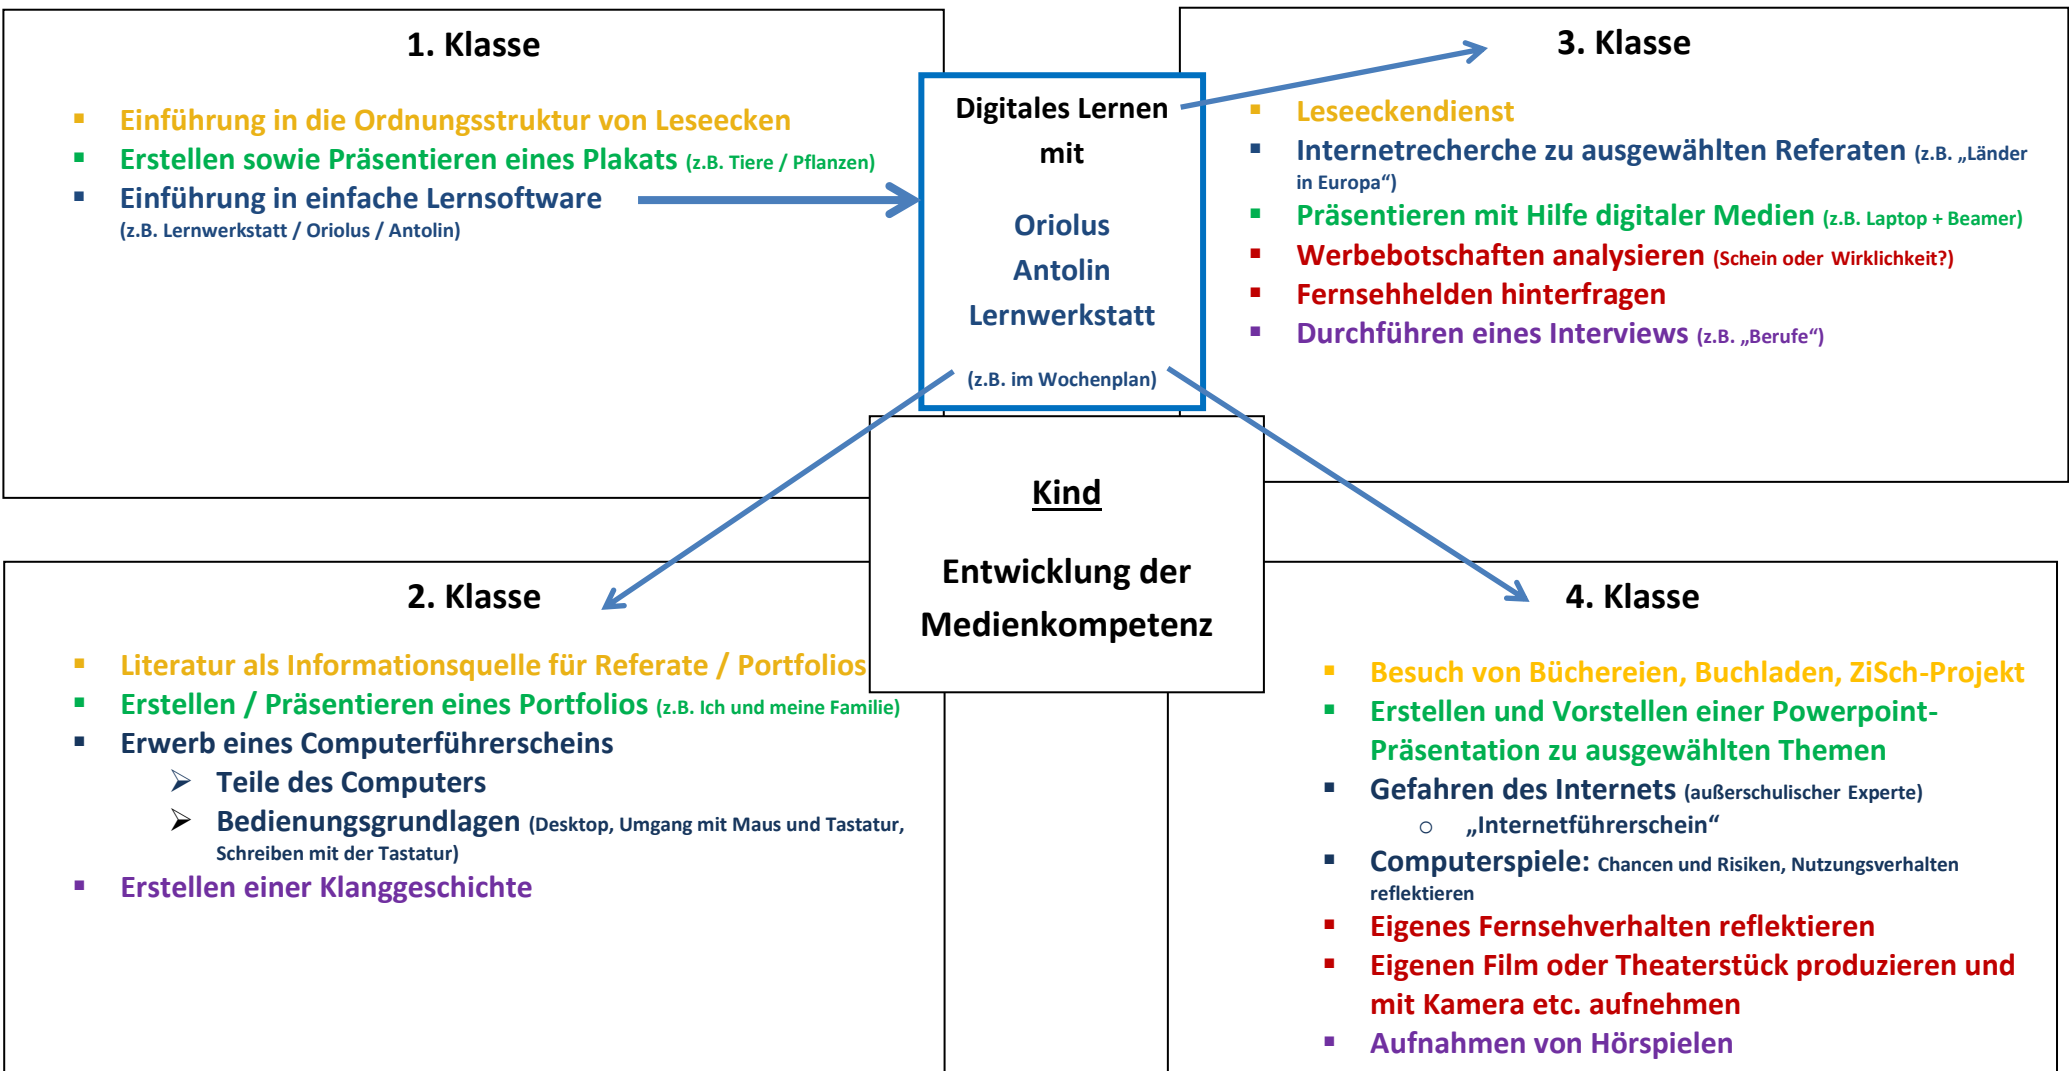 1. Klasse
Einführung in die Ordnungsstruktur von Leseecken
Erstellen sowie Präsentieren eines Plakats (z.B. Tiere / Pflanzen)
Einführung in einfache Lernsoftware
(z.B. Lernwerkstatt / Oriolus / Antolin)
Digitales Lernen
mit
Oriolus
Antolin
Lernwerkstatt
(z.B. im Wochenplan)
3. Klasse
Leseeckendienst
Internetrecherche zu ausgewählten Referaten (z.B. „Länder
in Europa“)
Präsentieren mit Hilfe digitaler Medien (z.B. Laptop + Beamer)
Werbebotschaften analysieren (Schein oder Wirklichkeit?)
Fernsehhelden hinterfragen
Durchführen eines Interviews (z.B. „Berufe“)
Kind
Entwicklung der
Medienkompetenz
2. Klasse
Literatur als Informationsquelle für Referate / Portfolios
Erstellen / Präsentieren eines Portfolios (z.B. Ich und meine Familie)
Erwerb eines Computerführerscheins
Teile des Computers
Bedienungsgrundlagen (Desktop, Umgang mit Maus und Tastatur,
Schreiben mit der Tastatur)
Erstellen einer Klanggeschichte
4. Klasse
Besuch von Büchereien, Buchladen, ZiSch-Projekt
Erstellen und Vorstellen einer Powerpoint-
Präsentation zu ausgewählten Themen
Gefahren des Internets (außerschulischer Experte)
„Internetführerschein“
Computerspiele: Chancen und Risiken, Nutzungsverhalten
reflektieren
Eigenes Fernsehverhalten reflektieren
Eigenen Film oder Theaterstück produzieren und
mit Kamera etc. aufnehmen
Aufnahmen von Hörspielen